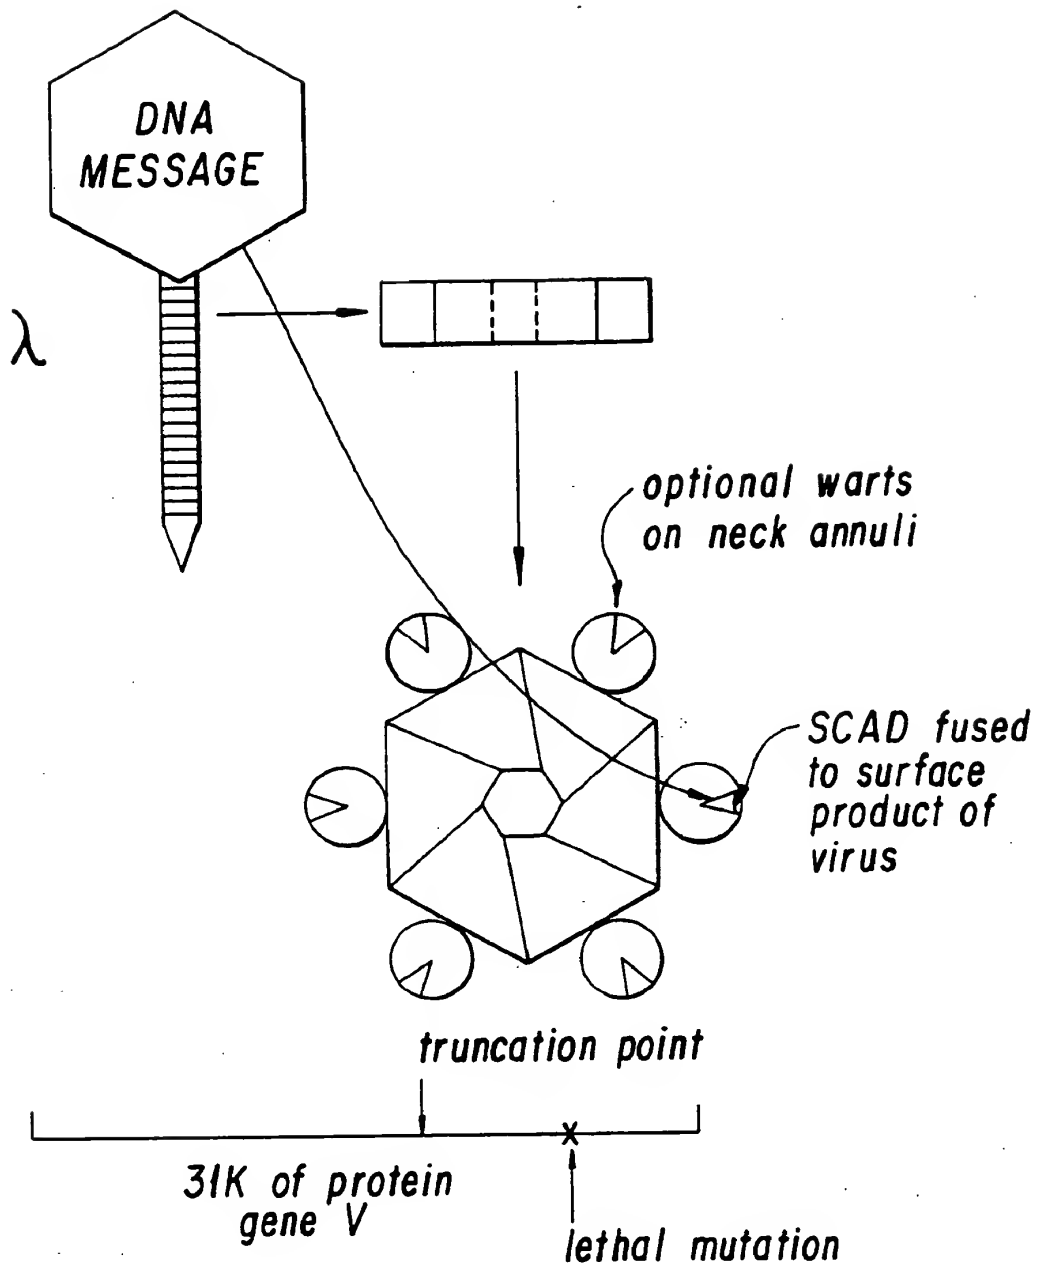 DNA
MESSAGE
λ
optional warts
on neck annuli
SCAD fused
to surface
product of
virus
truncation point
x
31K of protein
gene V
lethal mutation